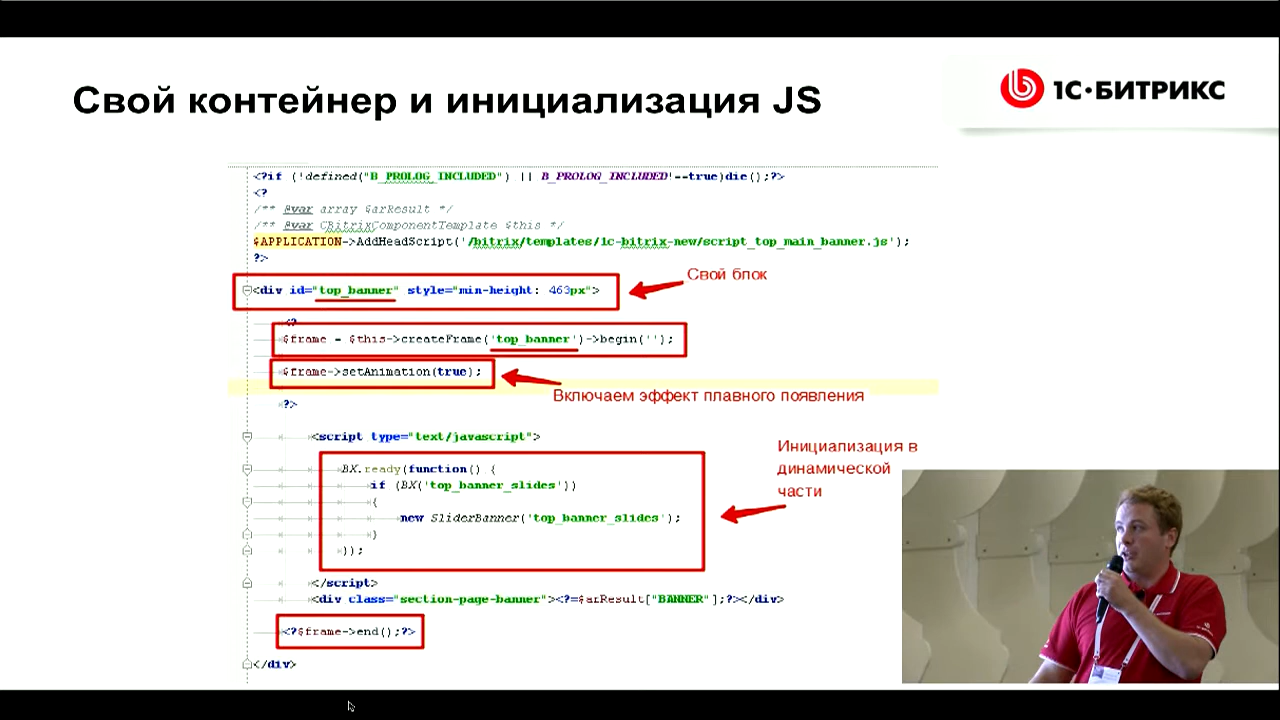 Свой контейнер и инициализация JS
1С·БИТРИКС
<?if (!defined("B_PROLOG_INCLUDED") || B_PROLOG_INCLUDED!==true)die();?>
<?
/** @var array $arResult */
/** @var CBitrixComponentTemplate $this */
$APPLICATION->AddHeadScript('/bitrix/templates/1c-bitrix-new/script_top_main_banner.js');
?>
Свой блок
<div id="top_banner" style="min-height: 463px">
<?
$frame = $this->createFrame('top_banner')->begin('');
$frame->setAnimation(true);
Включаем эффект плавного появления
?>
<script type="text/javascript">
BX.ready(function() {
if (BX('top_banner_slides'))
{
new SliderBanner('top_banner_slides');
}
});
Инициализация в
динамической
части
</script>
<div class="section-page-banner"><?=$arResult["BANNER"];?></div>
<?$frame->end();?>
</div>